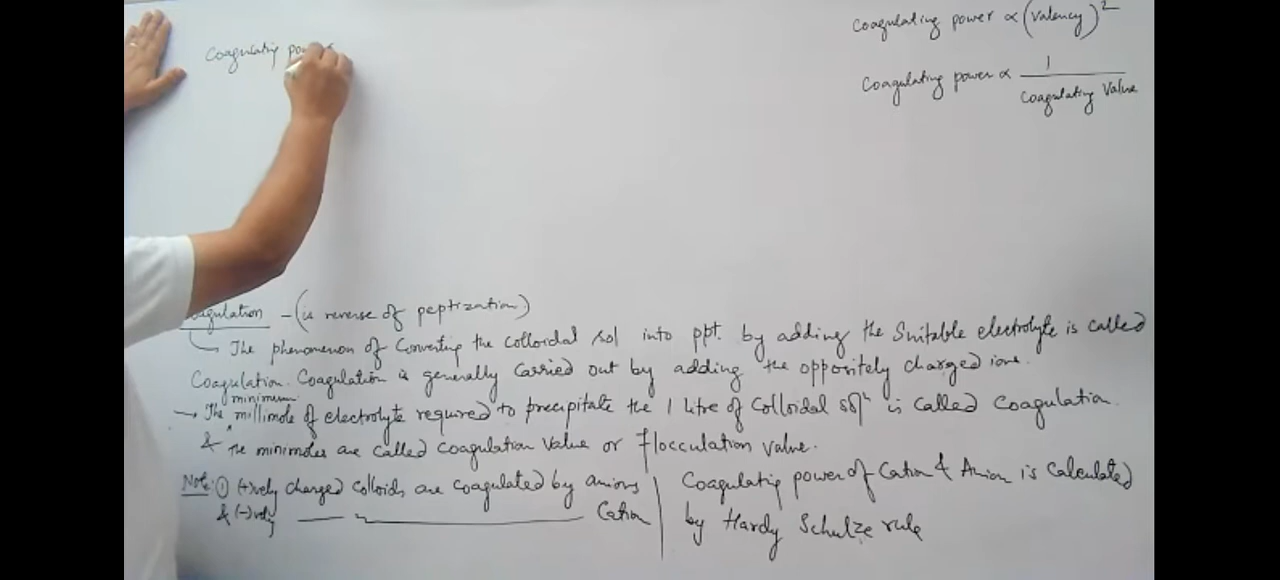 Coagulating power ∝ (valency)²
Coagulatig po
Coagulating power ∝ 1 / Coagulating Value
agulation - (is reverse of peptization)
The phenomenon of Converting the colloidal sol into ppt. by adding the Suitable electrolyte is called
Coagulation. Coagulation is generally carried out by adding the oppositely charged ions.
minimum
→ The ^ millimole of electrolyte required to precipitate the 1 Litre of Colloidal solⁿ is called Coagulation.
& The minimoles are called coagulation value or Flocculation value.
Note: ① (+)vely charged Colloids are coagulated by anions
& (-)vely — ——— Cation
Coagulatig power of Cation & Anion is Calculated
by Hardy Schulze rule